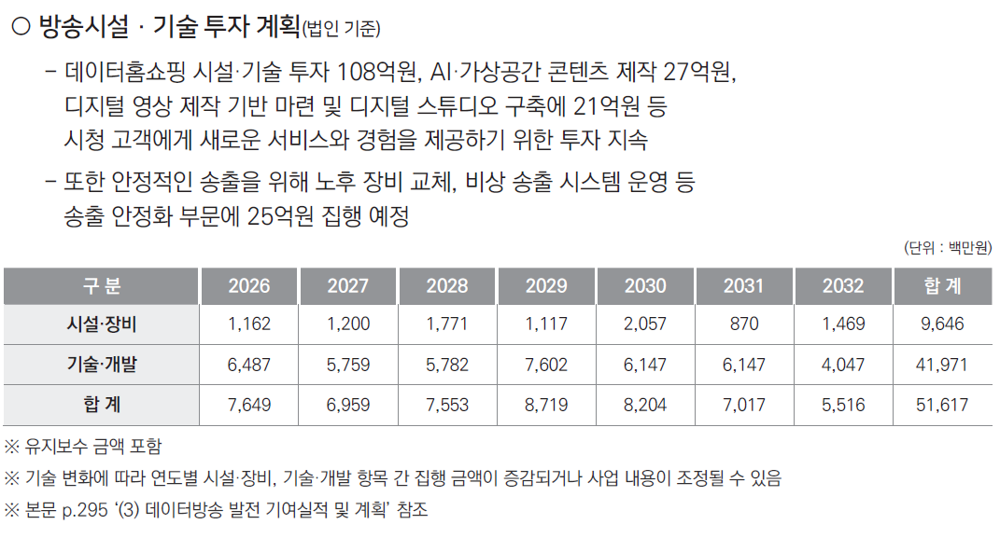 ○ 방송시설 · 기술 투자 계획(법인 기준)
– 데이터홈쇼핑 시설·기술 투자 108억원, AI·가상공간 콘텐츠 제작 27억원,
디지털 영상 제작 기반 마련 및 디지털 스튜디오 구축에 21억원 등
시청 고객에게 새로운 서비스와 경험을 제공하기 위한 투자 지속
– 또한 안정적인 송출을 위해 노후 장비 교체, 비상 송출 시스템 운영 등
송출 안정화 부문에 25억원 집행 예정
(단위 : 백만원)
구 분 2026 2027 2028 2029 2030 2031 2032 합 계
시설·장비 1,162 1,200 1,771 1,117 2,057 870 1,469 9,646
기술·개발 6,487 5,759 5,782 7,602 6,147 6,147 4,047 41,971
합 계 7,649 6,959 7,553 8,719 8,204 7,017 5,516 51,617
※ 유지보수 금액 포함
※ 기술 변화에 따라 연도별 시설·장비, 기술·개발 항목 간 집행 금액이 증감되거나 사업 내용이 조정될 수 있음
※ 본문 p.295 ‘(3) 데이터방송 발전 기여실적 및 계획’ 참조